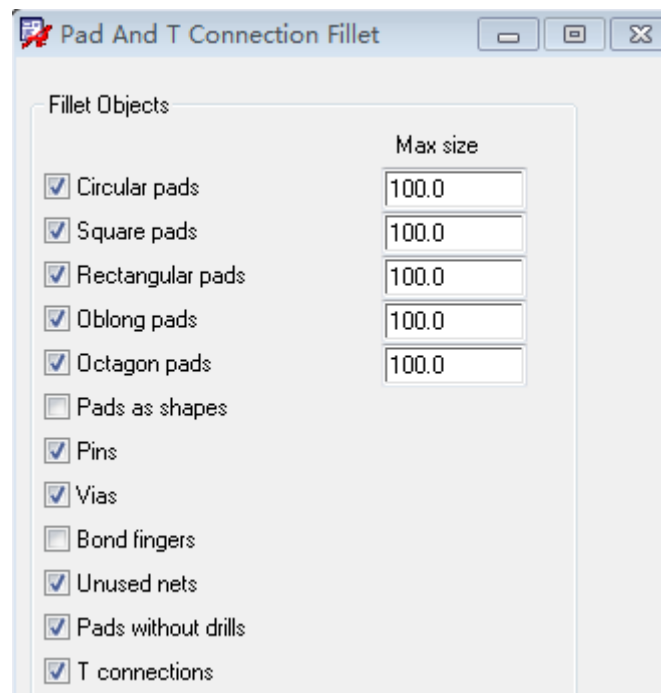 Pad And T Connection Fillet
Fillet Objects
Max size
Circular pads 100.0
Square pads 100.0
Rectangular pads 100.0
Oblong pads 100.0
Octagon pads 100.0
Pads as shapes
Pins
Vias
Bond fingers
Unused nets
Pads without drills
T connections